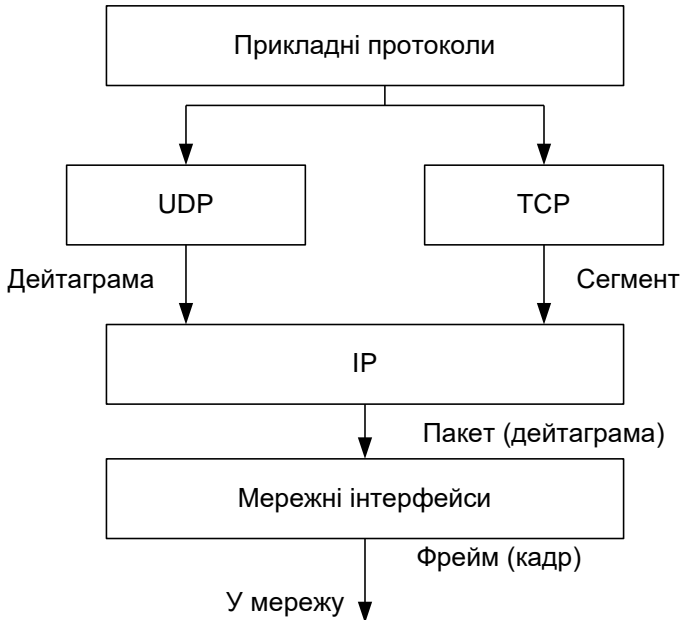 Прикладні протоколи
UDP
TCP
Дейтаграма
Сегмент
IP
Пакет (дейтаграма)
Мережні інтерфейси
Фрейм (кадр)
У мережу